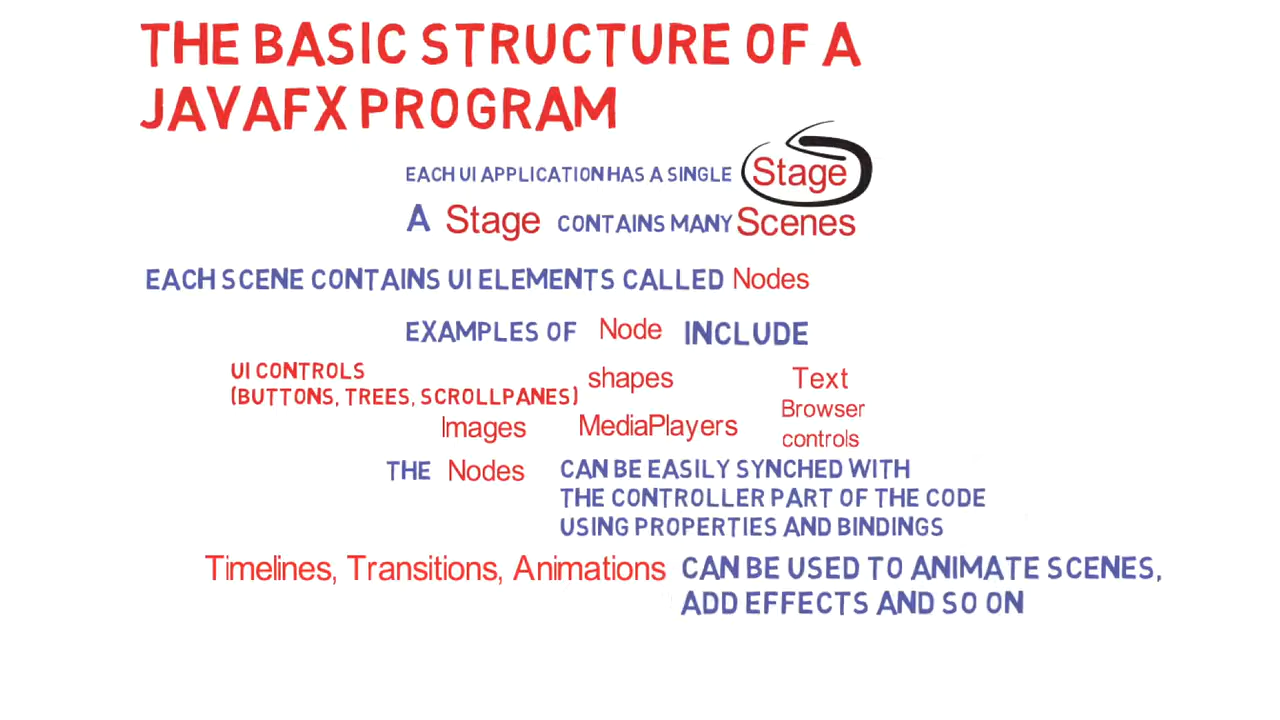 THE BASIC STRUCTURE OF A
JAVAFX PROGRAM
EACH UI APPLICATION HAS A SINGLE Stage
A Stage CONTAINS MANY Scenes
EACH SCENE CONTAINS UI ELEMENTS CALLED Nodes
EXAMPLES OF Node INCLUDE
UI CONTROLS
(BUTTONS, TREES, SCROLLPANES)
shapes
Text
Images
MediaPlayers
Browser
controls
THE Nodes CAN BE EASILY SYNCHED WITH
THE CONTROLLER PART OF THE CODE
USING PROPERTIES AND BINDINGS
Timelines, Transitions, Animations CAN BE USED TO ANIMATE SCENES,
ADD EFFECTS AND SO ON